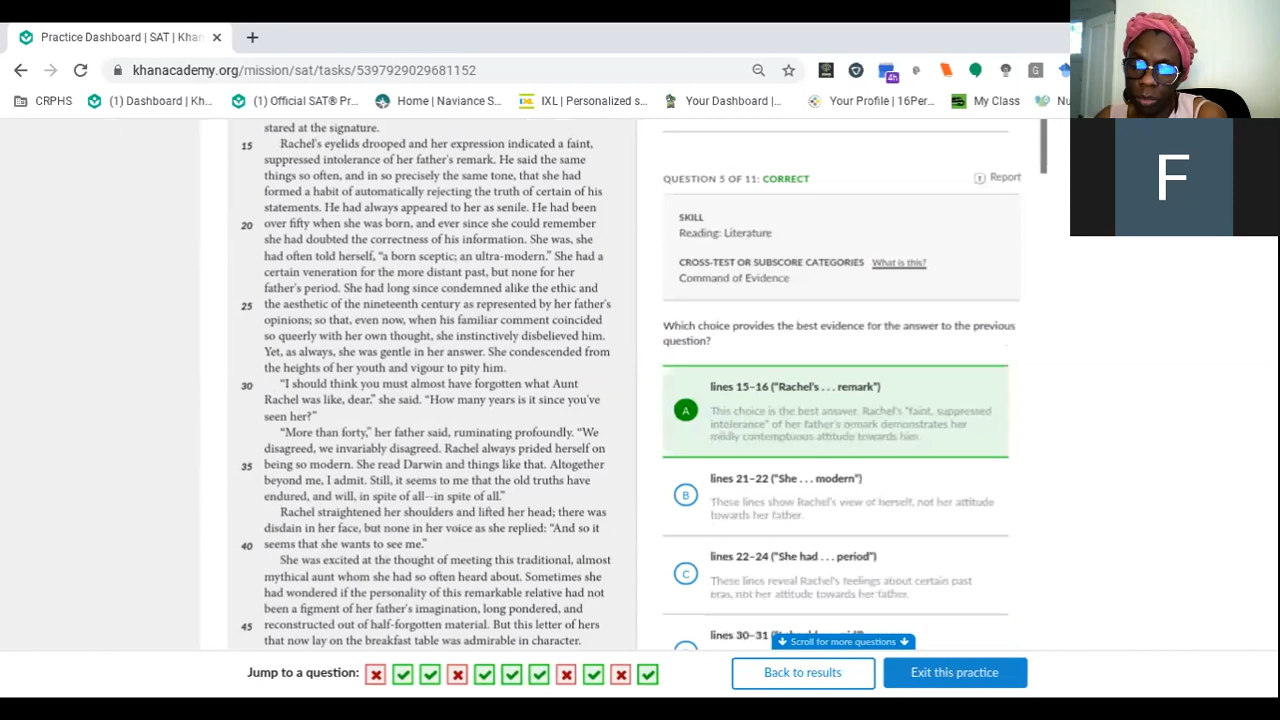 Practice Dashboard | SAT | Khan
khanacademy.org/mission/sat/tasks/5397929029681152
4h
G
CRPHS
(1) Dashboard | Kh...
(1) Official SAT® Pr...
Home | Naviance S...
IXL | Personalized s...
Your Dashboard |...
Your Profile | 16Per...
My Class
Nu
F
stared at the signature.
15 Rachel's eyelids drooped and her expression indicated a faint,
suppressed intolerance of her father's remark. He said the same
things so often, and in so precisely the same tone, that she had
formed a habit of automatically rejecting the truth of certain of his
statements. He had always appeared to her as senile. He had been
20 over fifty when she was born, and ever since she could remember
she had doubted the correctness of his information. She was, she
had often told herself, “a born sceptic; an ultra-modern.” She had a
certain veneration for the more distant past, but none for her
father's period. She had long since condemned alike the ethic and
25 the aesthetic of the nineteenth century as represented by her father's
opinions; so that, even now, when his familiar comment coincided
so queerly with her own thought, she instinctively disbelieved him.
Yet, as always, she was gentle in her answer. She condescended from
the heights of her youth and vigour to pity him.
30 “I should think you must almost have forgotten what Aunt
Rachel was like, dear,” she said. “How many years is it since you've
seen her?”
“More than forty,” her father said, ruminating profoundly. “We
disagreed, we invariably disagreed. Rachel always prided herself on
35 being so modern. She read Darwin and things like that. Altogether
beyond me, I admit. Still, it seems to me that the old truths have
endured, and will, in spite of all--in spite of all.”
Rachel straightened her shoulders and lifted her head; there was
disdain in her face, but none in her voice as she replied: “And so it
40 seems that she wants to see me.”
She was excited at the thought of meeting this traditional, almost
mythical aunt whom she had so often heard about. Sometimes she
had wondered if the personality of this remarkable relative had not
been a figment of her father's imagination, long pondered, and
45 reconstructed out of half-forgotten material. But this letter of hers
that now lay on the breakfast table was admirable in character.
QUESTION 5 OF 11: CORRECT
Report
SKILL
Reading: Literature
CROSS-TEST OR SUBSCORE CATEGORIES What is this?
Command of Evidence
Which choice provides the best evidence for the answer to the previous
question?
A
lines 15–16 (“Rachel's . . . remark”)
This choice is the best answer. Rachel's “faint, suppressed
intolerance” of her father's remark demonstrates her
mildly contemptuous attitude towards him
B
lines 21–22 (“She . . . modern”)
These lines show Rachel's view of herself, not her attitude
towards her father.
C
lines 22–24 (“She had . . . period”)
These lines reveal Rachel's feelings about certain past
eras, not her attitude towards her father.
lines 30–31
Scroll for more questions
Jump to a question:
Back to results
Exit this practice